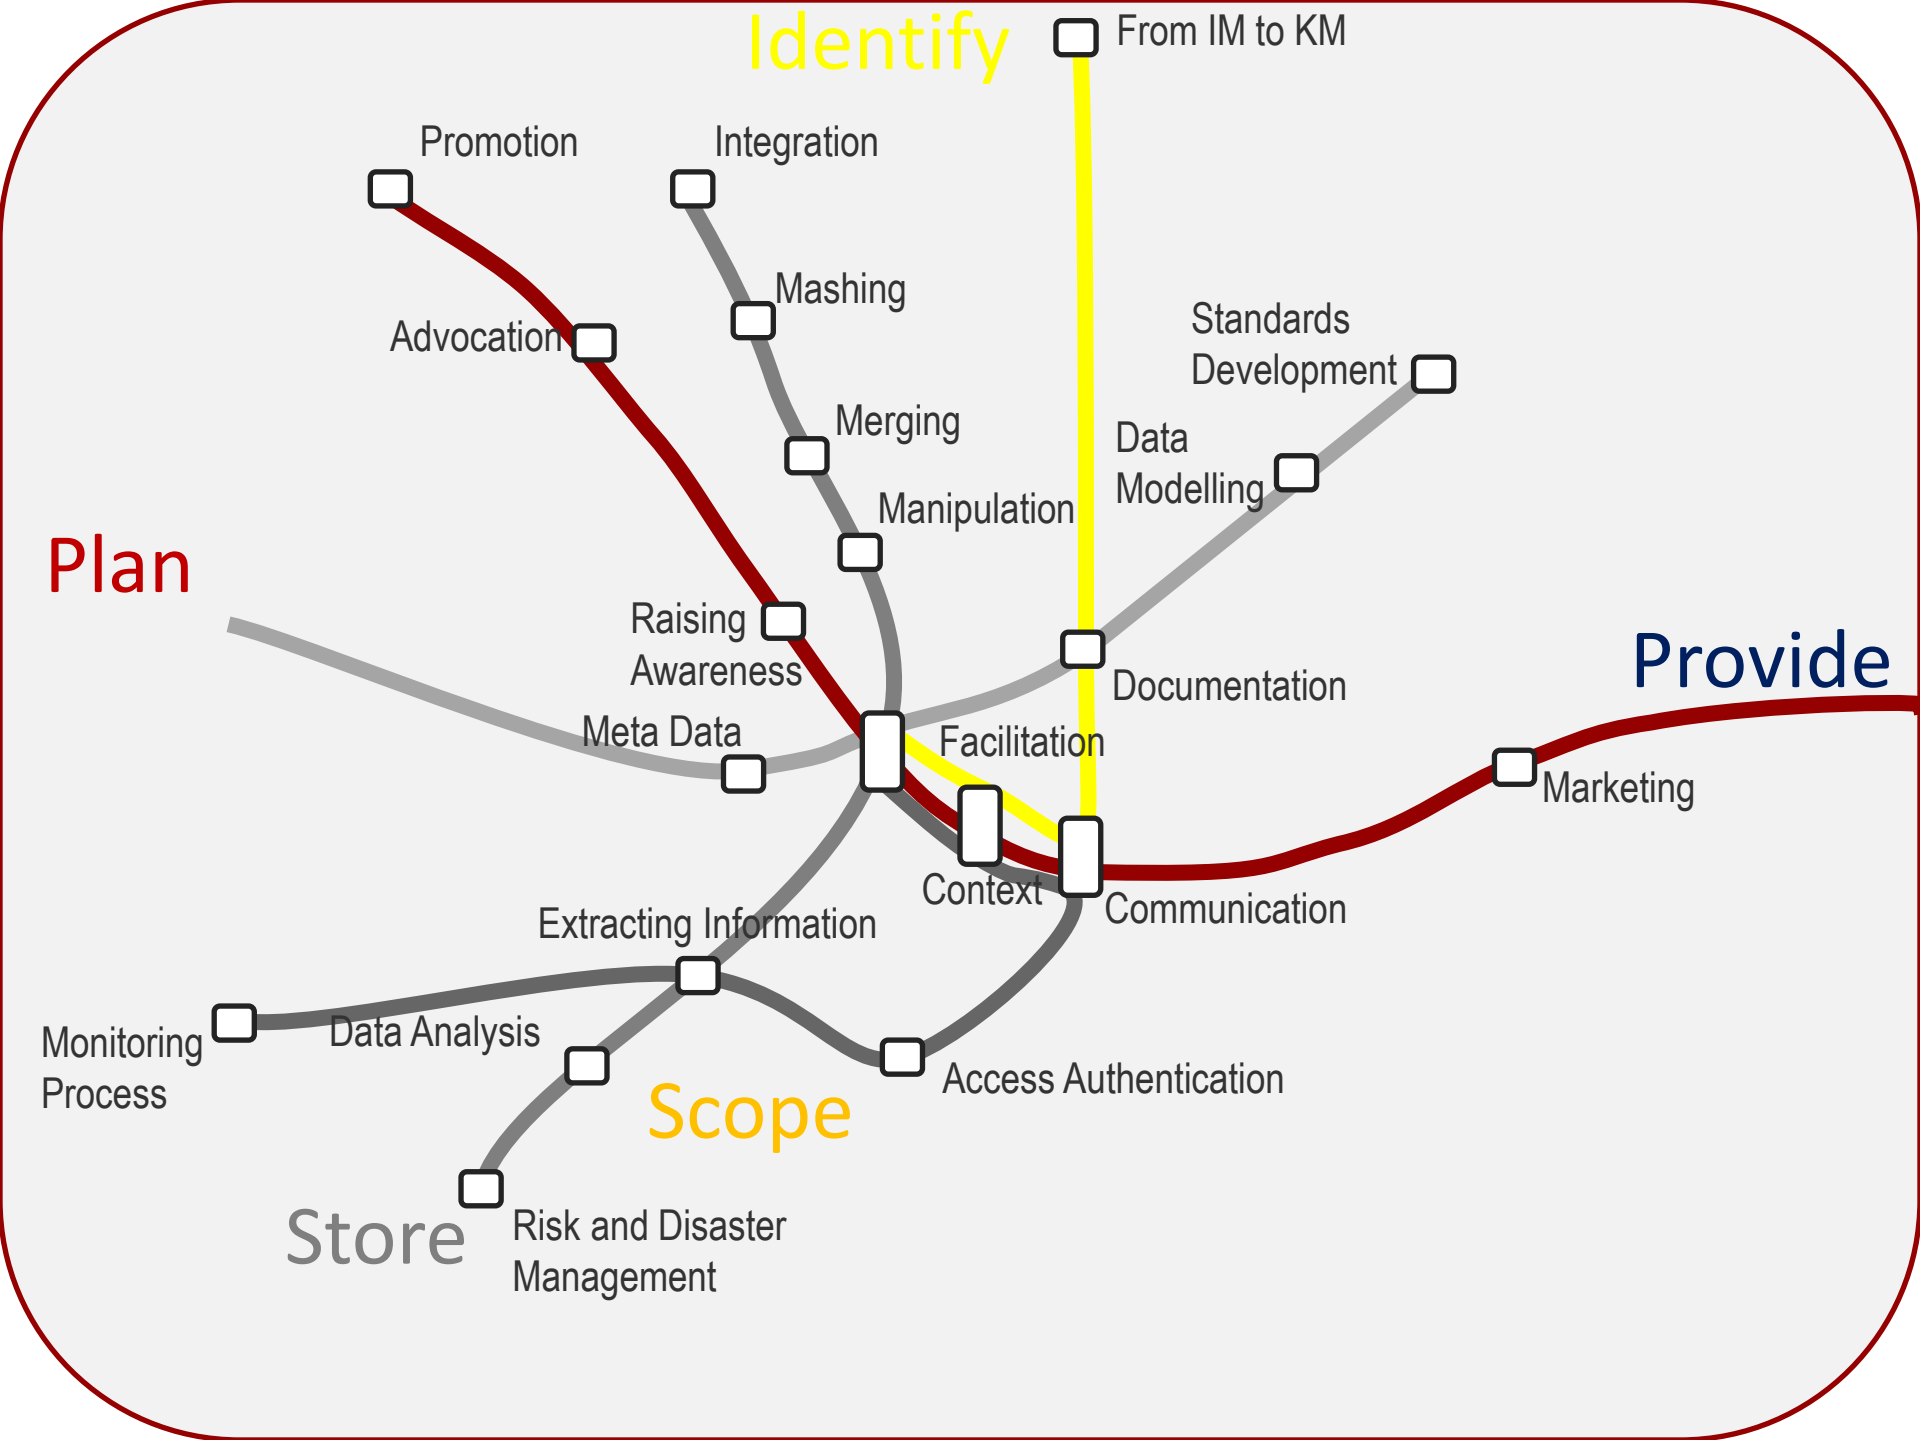 Identify
From IM to KM
Promotion
Integration
Mashing
Advocation
Standards
Development
Merging
Data
Modelling
Manipulation
Plan
Raising
Awareness
Provide
Documentation
Meta Data
Facilitation
Marketing
Context
Communication
Extracting Information
Monitoring
Process
Data Analysis
Access Authentication
Scope
Store
Risk and Disaster
Management